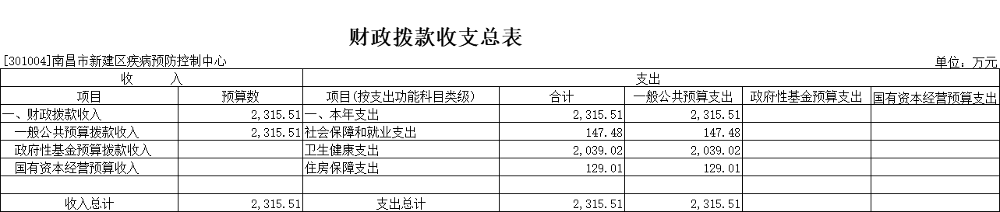 财政拨款收支总表
[301004]南昌市新建区疾病预防控制中心 单位：万元
收 入 支出
项目 预算数 项目(按支出功能科目类级) 合计 一般公共预算支出 政府性基金预算支出 国有资本经营预算支出
一、财政拨款收入 2,315.51 一、本年支出 2,315.51 2,315.51
一般公共预算拨款收入 2,315.51 社会保障和就业支出 147.48 147.48
政府性基金预算拨款收入 卫生健康支出 2,039.02 2,039.02
国有资本经营预算收入 住房保障支出 129.01 129.01
收入总计 2,315.51 支出总计 2,315.51 2,315.51